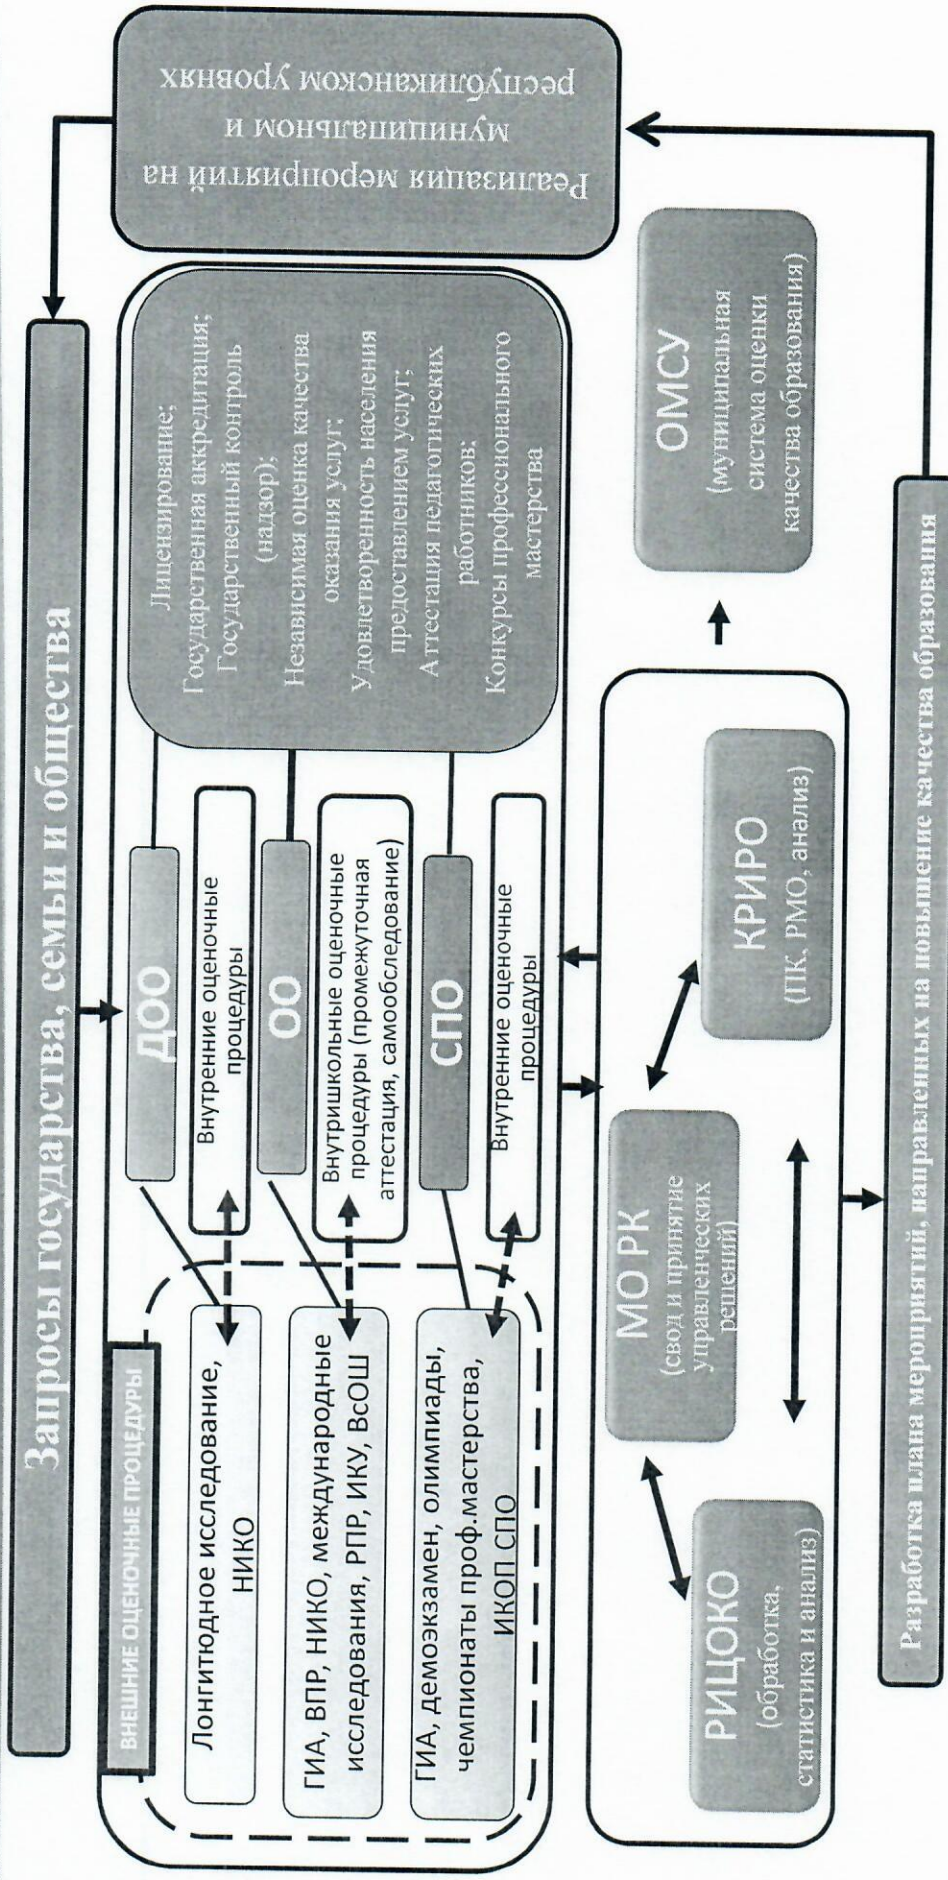 Запросы государства, семьи и общества
ВНЕШНИЕ ОЦЕНОЧНЫЕ ПРОЦЕДУРЫ
Лонгитюдное исследование,
НИКО
ГИА, ВПР, НИКО, международные
исследования, РПР, ИКУ, ВсОШ
ГИА, демоэкзамен, олимпиады,
чемпионаты проф.мастерства,
ИКОП СПО
ДОО
Внутренние оценочные
процедуры
ОО
Внутришкольные оценочные
процедуры (промежуточная
аттестация, самообследование)
СПО
Внутренние оценочные
процедуры
Лицензирование;
Государственная аккредитация;
Государственный контроль
(надзор);
Независимая оценка качества
оказания услуг;
Удовлетворенность населения
предоставлением услуг;
Аттестация педагогических
работников;
Конкурсы профессионального
мастерства
Реализация мероприятий на
муниципальном и
республиканском уровнях
РИЦОКО
(обработка,
статистика и анализ)
МО РК
(свод и принятие
управленческих
решений)
КРИРО
(ПК, РМО, анализ)
ОМСУ
(муниципальная
система оценки
качества образования)
Разработка плана мероприятий, направленных на повышение качества образования